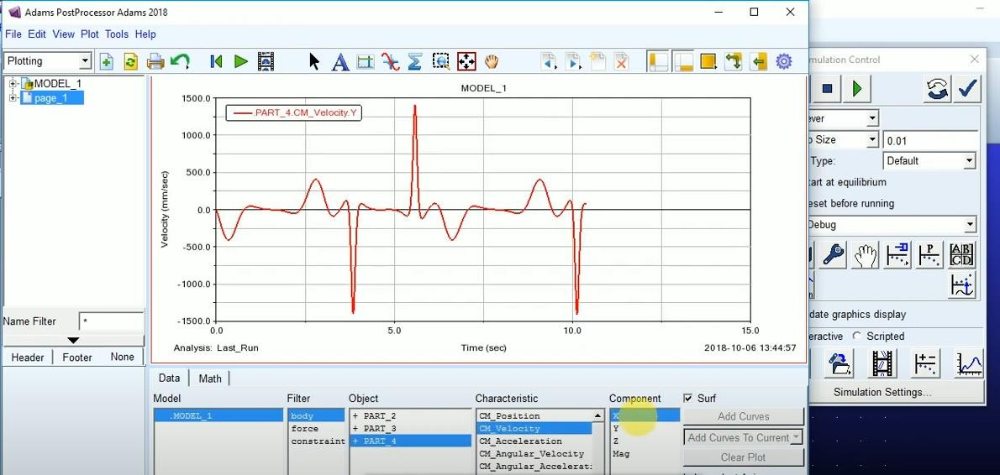 Adams PostProcessor Adams 2018
File Edit View Plot Tools Help
Plotting
MODEL_1
page_1
Name Filter *
Header Footer None
MODEL_1
.PART_4.CM_Velocity.Y
1500.0
1000.0
500.0
0.0
-500.0
-1000.0
-1500.0
Velocity (mm/sec)
0.0 5.0 10.0 15.0
Analysis: Last_Run Time (sec) 2018-10-06 13:44:57
Data Math
Model Filter Object Characteristic Component Surf
.MODEL_1 body + PART_2 CM_Position X Add Curves
force + PART_3 CM_Velocity Y
constraint + PART_4 CM_Acceleration Z Add Curves To Current
CM_Angular_Velocity Mag Clear Plot
CM_Angular_Accelerat:
mulation Control
ever
p Size 0.01
Type: Default
tart at equilibrium
eset before running
Debug
P
A B
C D
date graphics display
eractive Scripted
Simulation Settings...